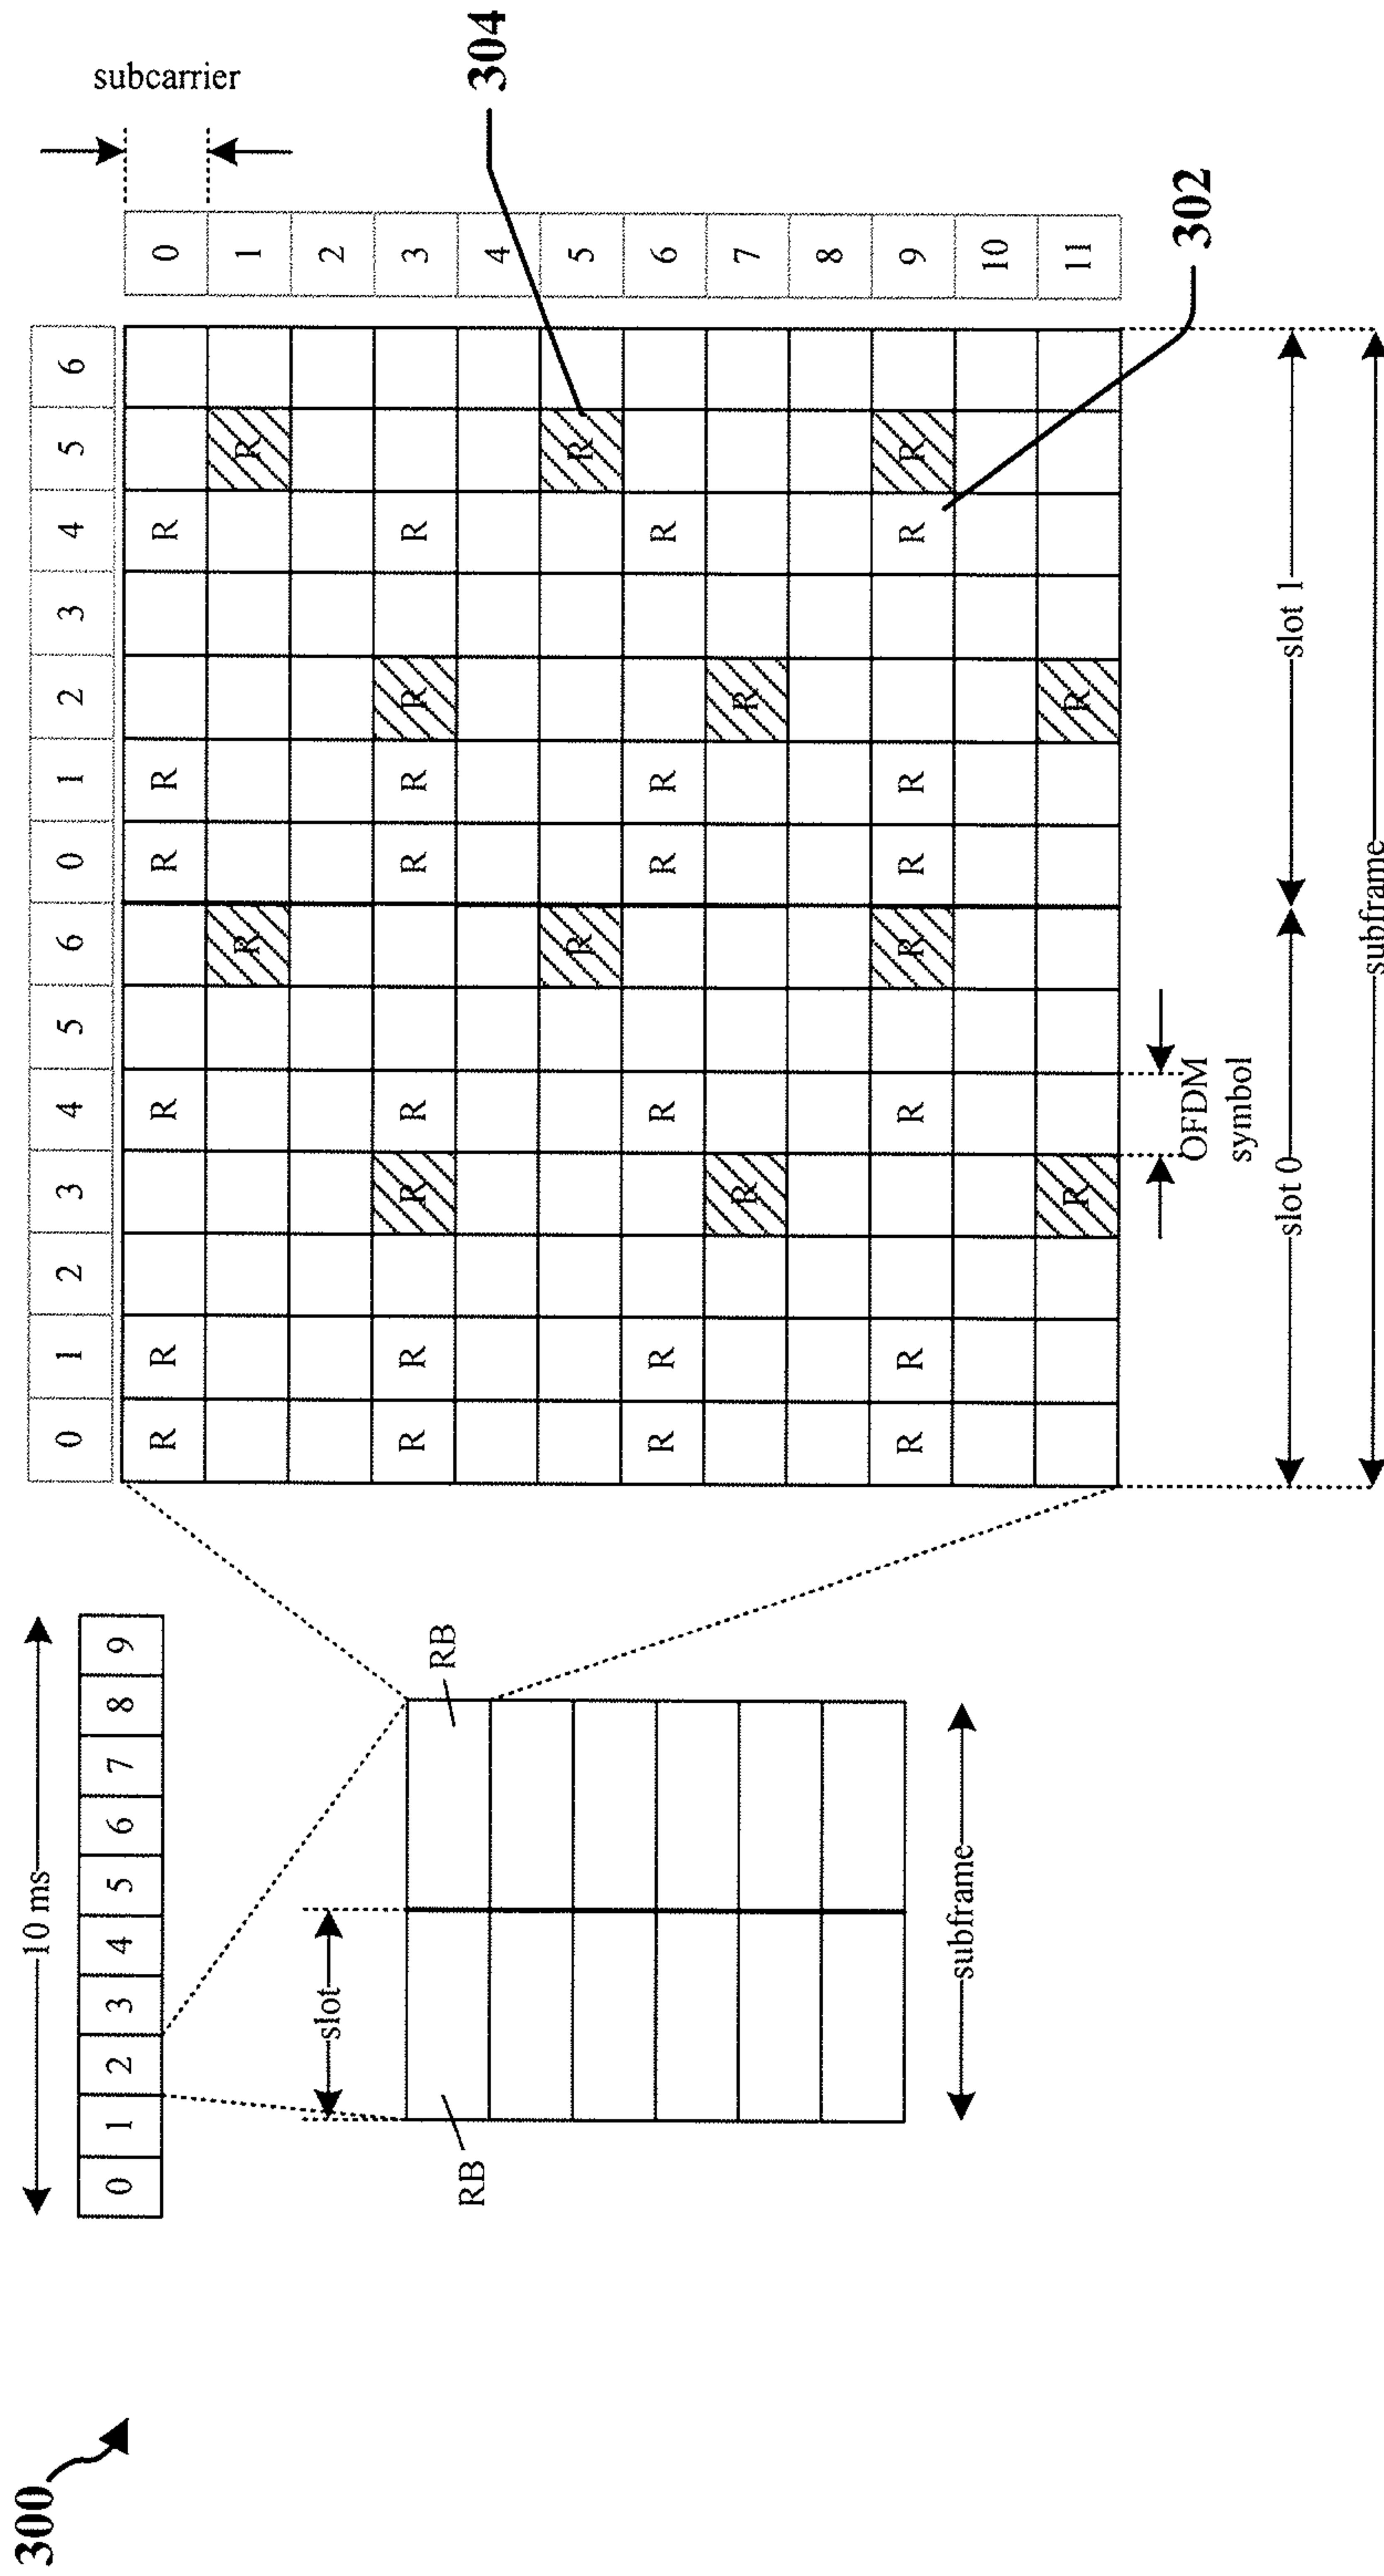 300
10 ms
0 1 2 3 4 5 6 7 8 9
slot
RB
RB
subframe
0 1 2 3 4 5 6 0 1 2 3 4 5 6
subcarrier
R R R R R R 0
R R 1
2
R R R R R R R R 3
4
R R 5
304
R R R R R R 6
R R 7
8
R R R R R R R R 9
10
R R 11
302
OFDM
symbol
slot 0
slot 1
subframe